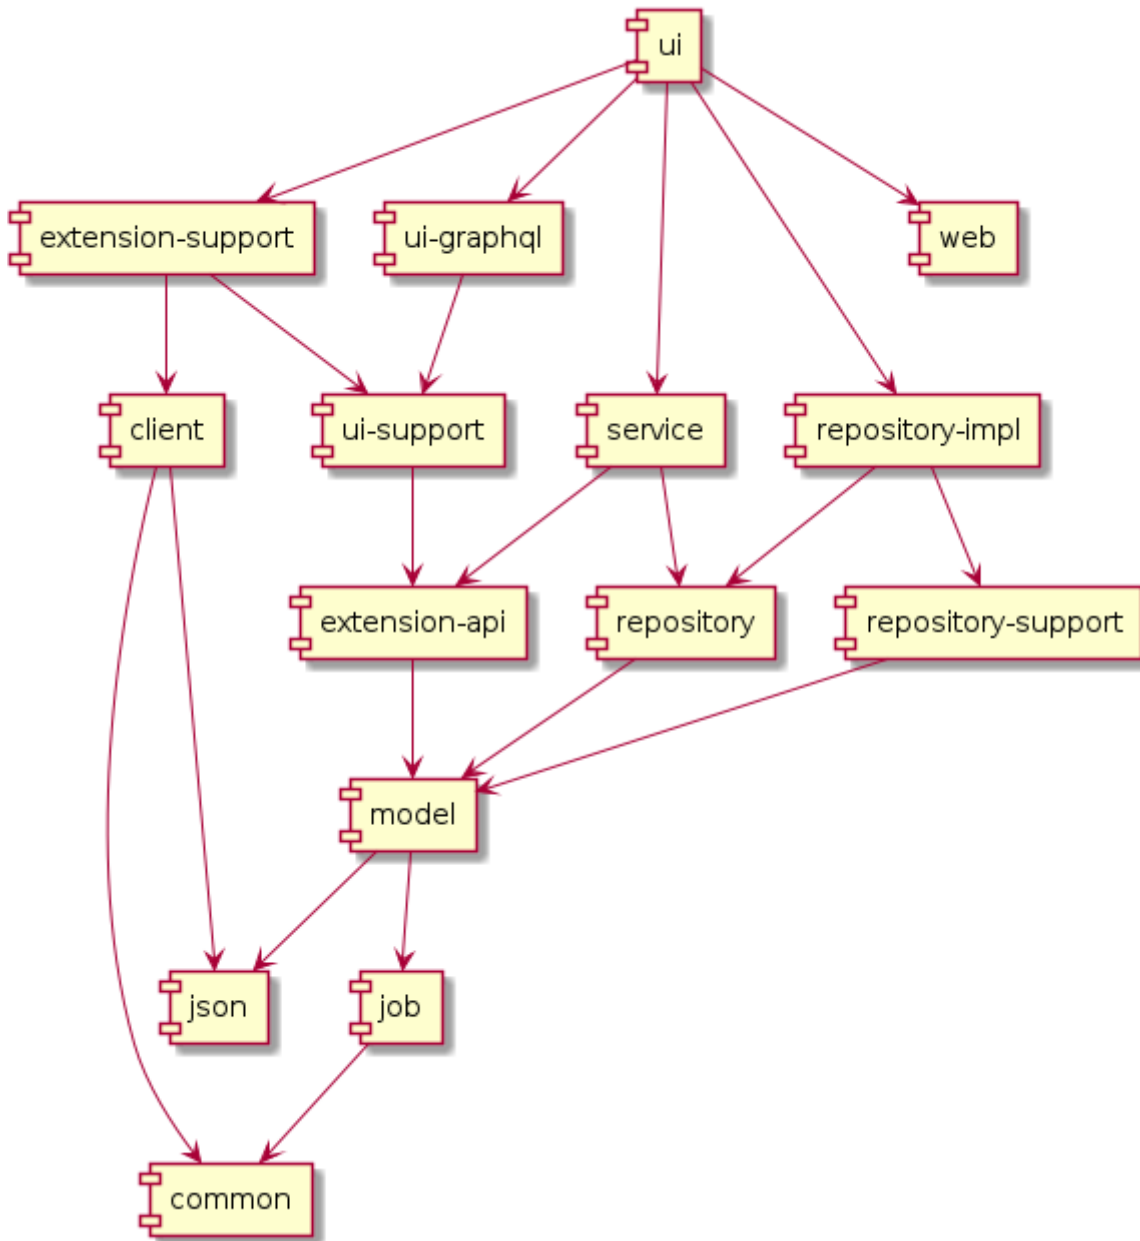 ui
extension-support
ui-graphql
web
client
ui-support
service
repository-impl
extension-api
repository
repository-support
model
json
job
common